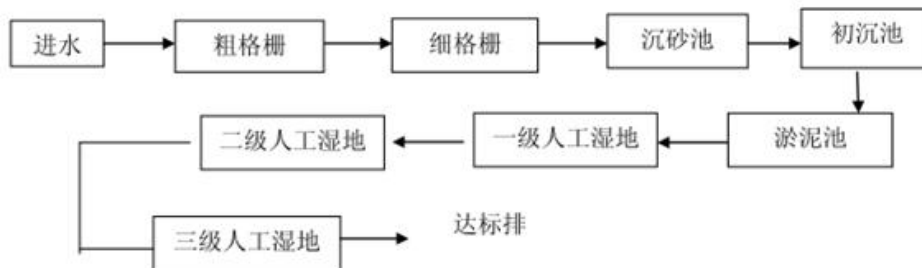 进水
粗格栅
细格栅
沉砂池
初沉池
淤泥池
一级人工湿地
二级人工湿地
三级人工湿地
达标排